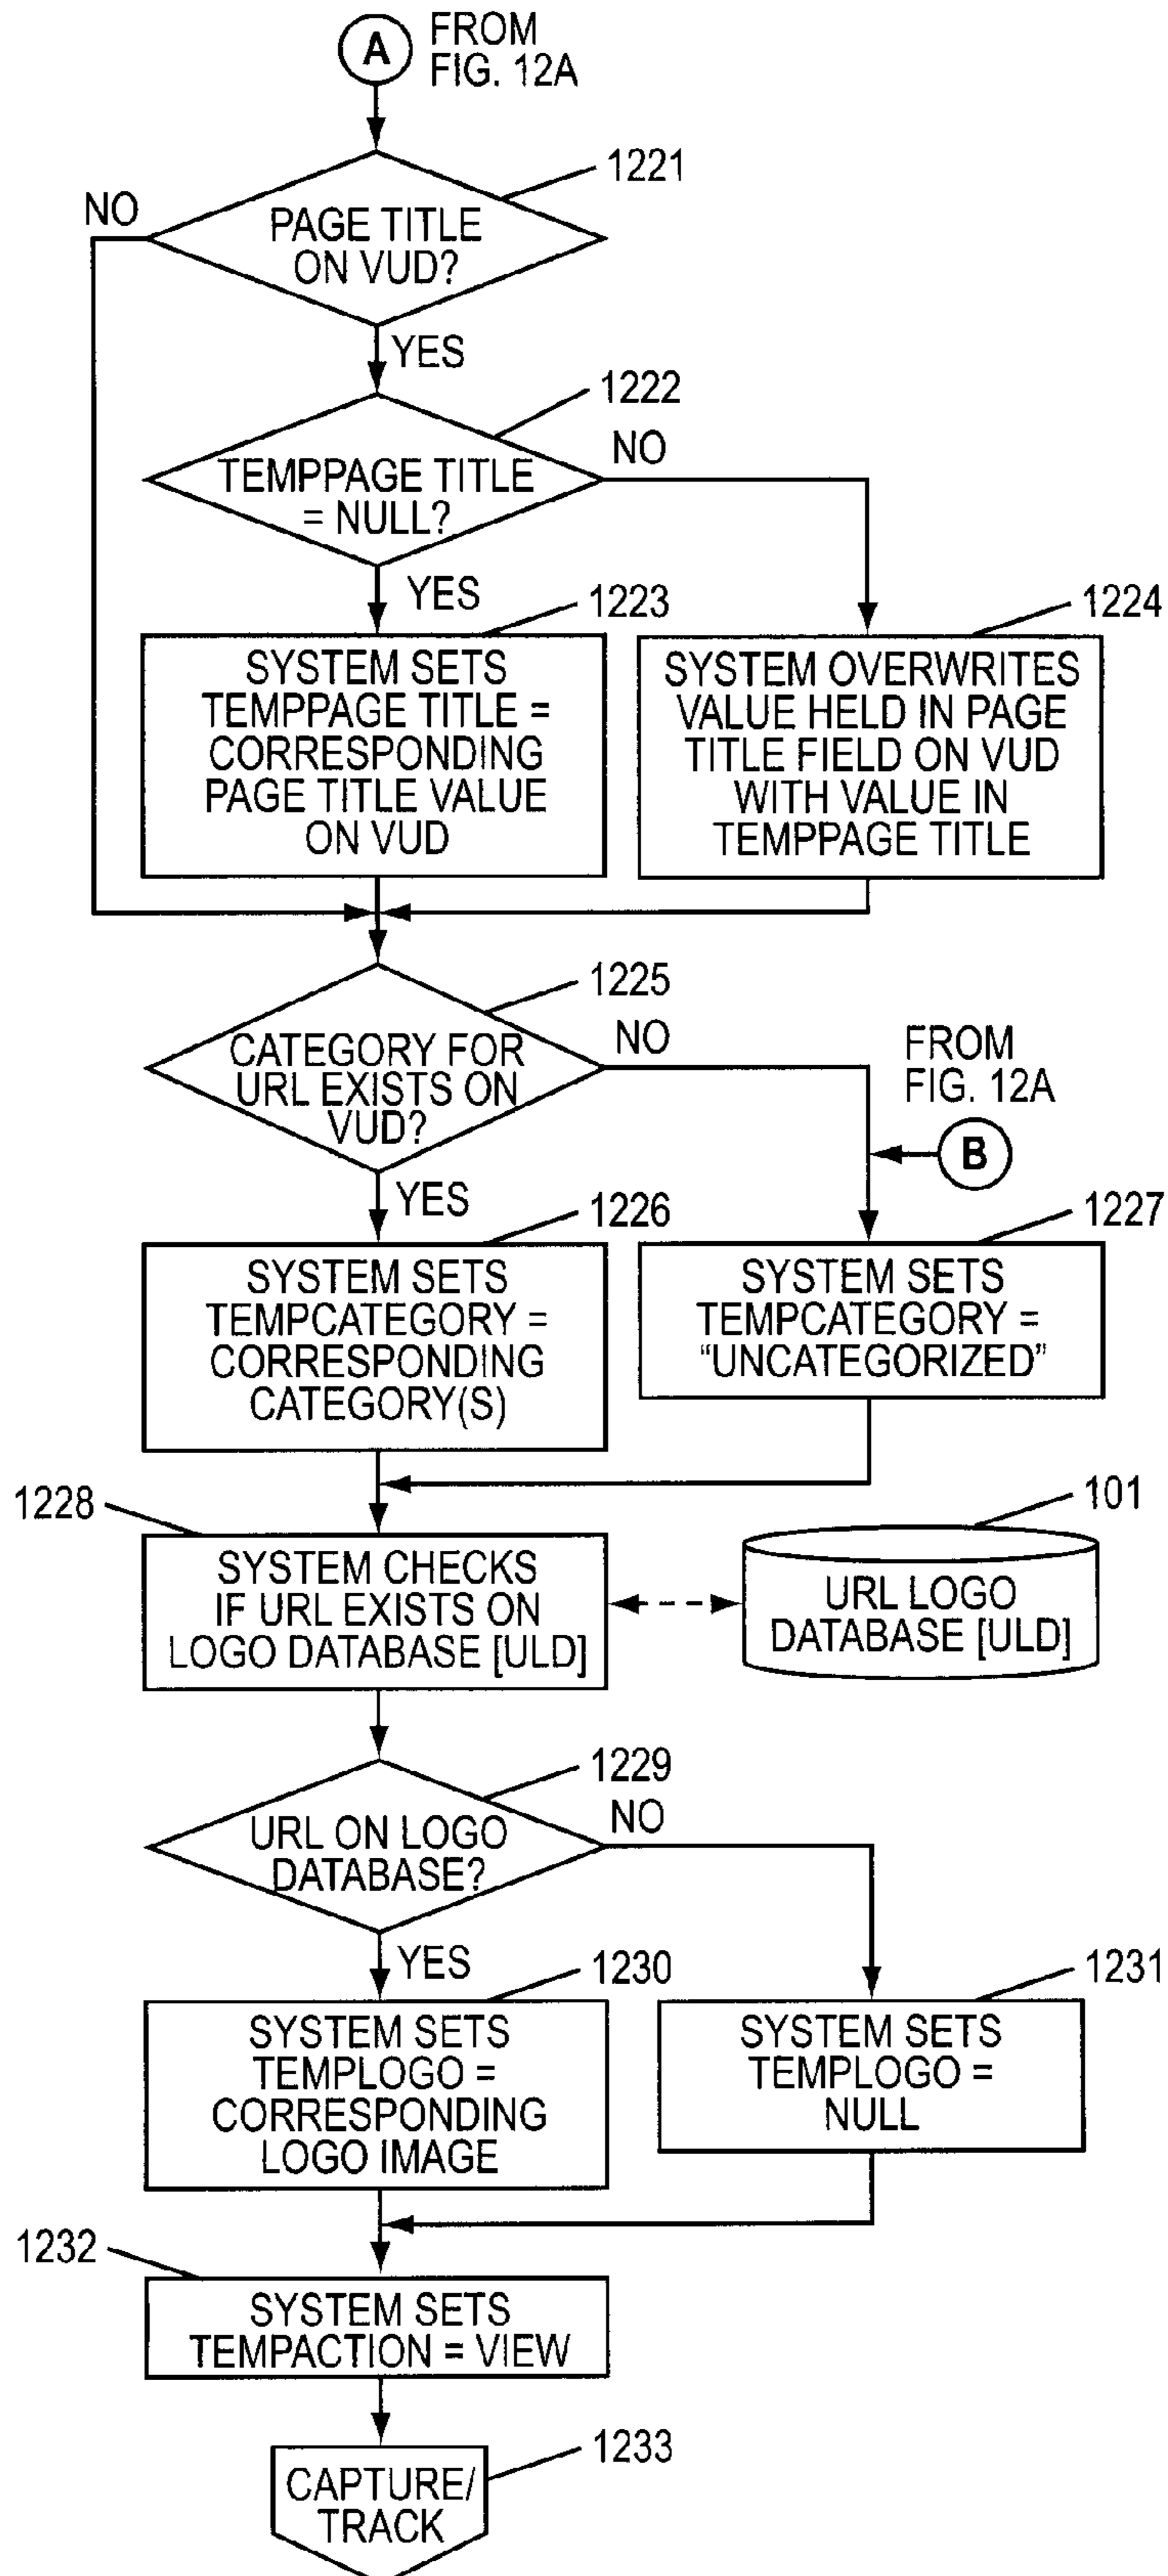 A
FROM
FIG. 12A
1221
NO
PAGE TITLE
ON VUD?
YES
1222
NO
TEMPPAGE TITLE
= NULL?
YES
1223
1224
SYSTEM SETS
TEMPPAGE TITLE =
CORRESPONDING
PAGE TITLE VALUE
ON VUD
SYSTEM OVERWRITES
VALUE HELD IN PAGE
TITLE FIELD ON VUD
WITH VALUE IN
TEMPPAGE TITLE
1225
NO
CATEGORY FOR
URL EXISTS ON
VUD?
FROM
FIG. 12A
B
YES
1226
1227
SYSTEM SETS
TEMPCATEGORY =
CORRESPONDING
CATEGORY(S)
SYSTEM SETS
TEMPCATEGORY =
“UNCATEGORIZED”
1228
101
SYSTEM CHECKS
IF URL EXISTS ON
LOGO DATABASE [ULD]
URL LOGO
DATABASE [ULD]
1229
NO
URL ON LOGO
DATABASE?
YES
1230
1231
SYSTEM SETS
TEMPLOGO =
CORRESPONDING
LOGO IMAGE
SYSTEM SETS
TEMPLOGO =
NULL
1232
SYSTEM SETS
TEMPACTION = VIEW
1233
CAPTURE/
TRACK